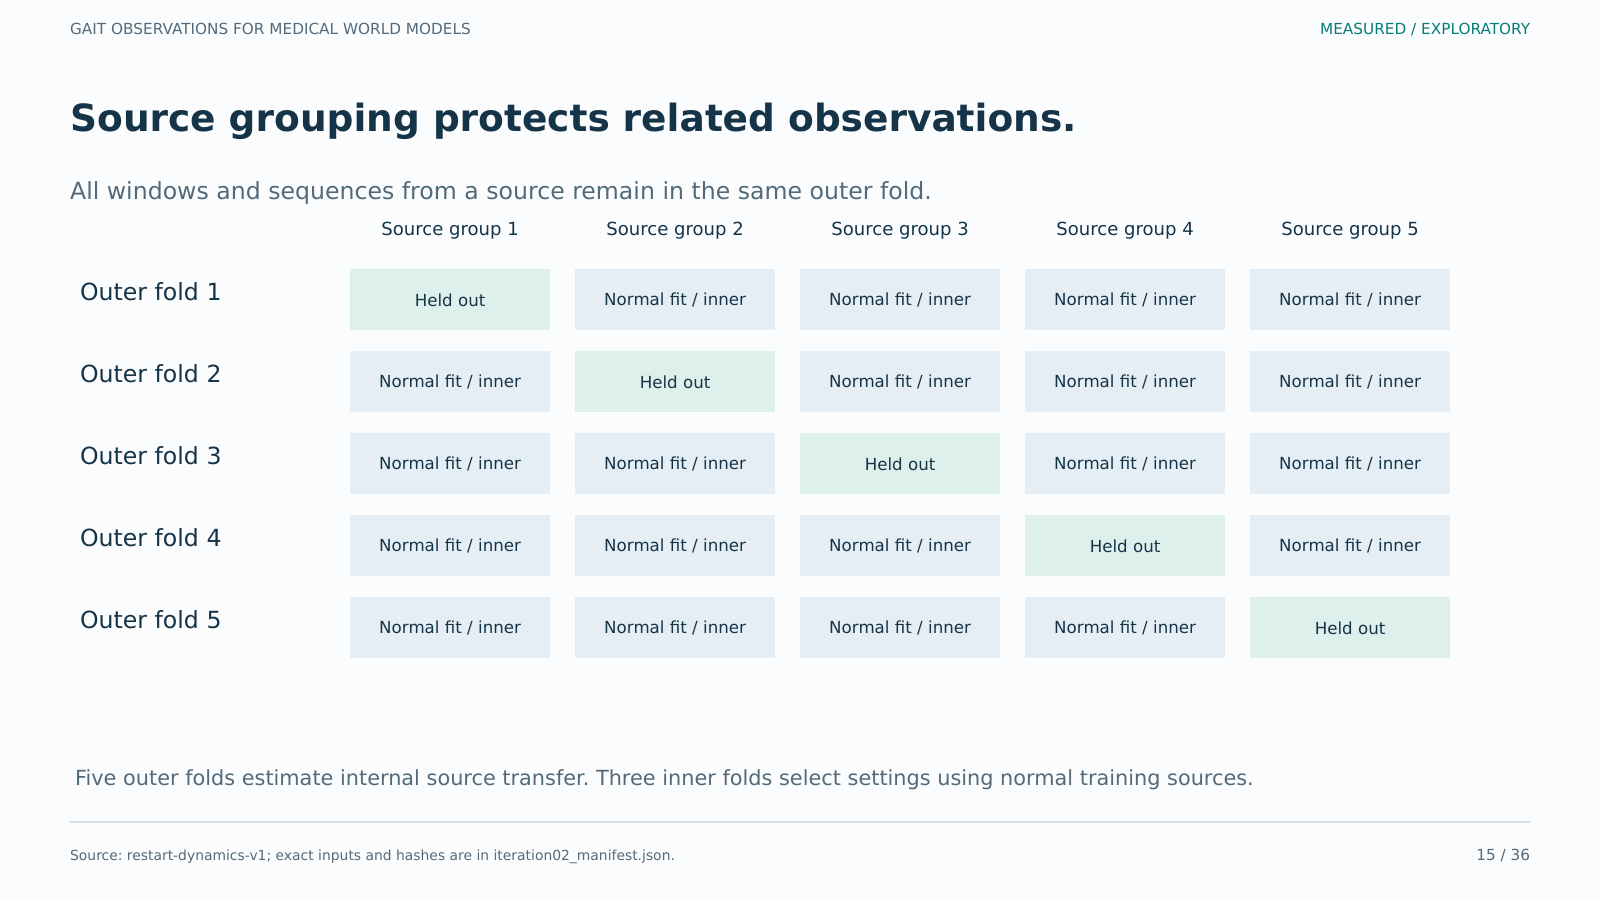 GAIT OBSERVATIONS FOR MEDICAL WORLD MODELS
MEASURED / EXPLORATORY
Source grouping protects related observations.
All windows and sequences from a source remain in the same outer fold.
Source group 1 Source group 2 Source group 3 Source group 4 Source group 5
Outer fold 1 Held out Normal fit / inner Normal fit / inner Normal fit / inner Normal fit / inner
Outer fold 2 Normal fit / inner Held out Normal fit / inner Normal fit / inner Normal fit / inner
Outer fold 3 Normal fit / inner Normal fit / inner Held out Normal fit / inner Normal fit / inner
Outer fold 4 Normal fit / inner Normal fit / inner Normal fit / inner Held out Normal fit / inner
Outer fold 5 Normal fit / inner Normal fit / inner Normal fit / inner Normal fit / inner Held out
Five outer folds estimate internal source transfer. Three inner folds select settings using normal training sources.
Source: restart-dynamics-v1; exact inputs and hashes are in iteration02_manifest.json.
15 / 36